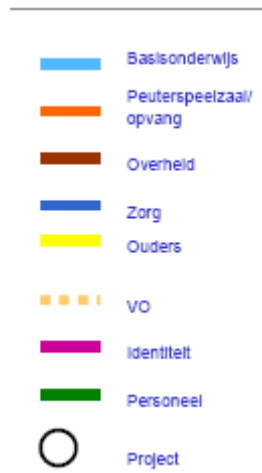 Basisonderwijs
Peuterspeelzaal/
opvang
Overheid
Zorg
Ouders
VO
Identiteit
Personeel
Project